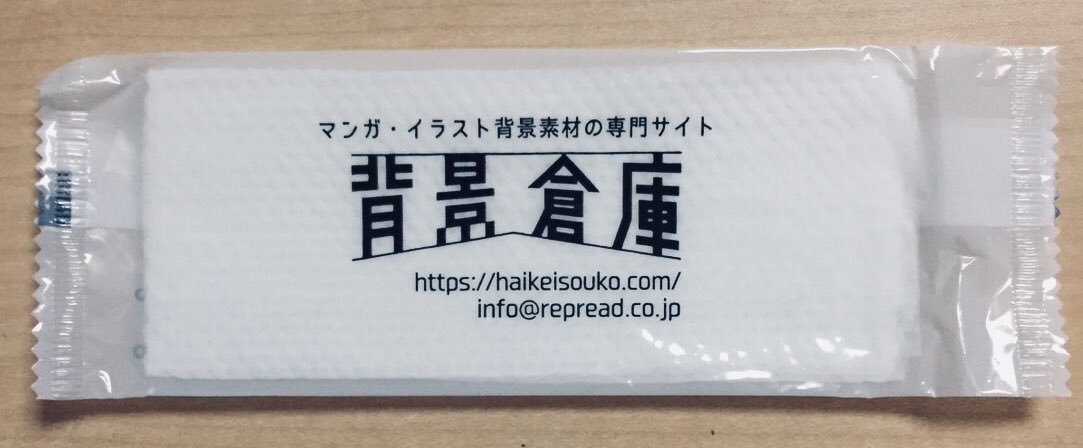 マンガ・イラスト背景素材の専門サイト
背景倉庫
https://haikeisouko.com/
info@repread.co.jp